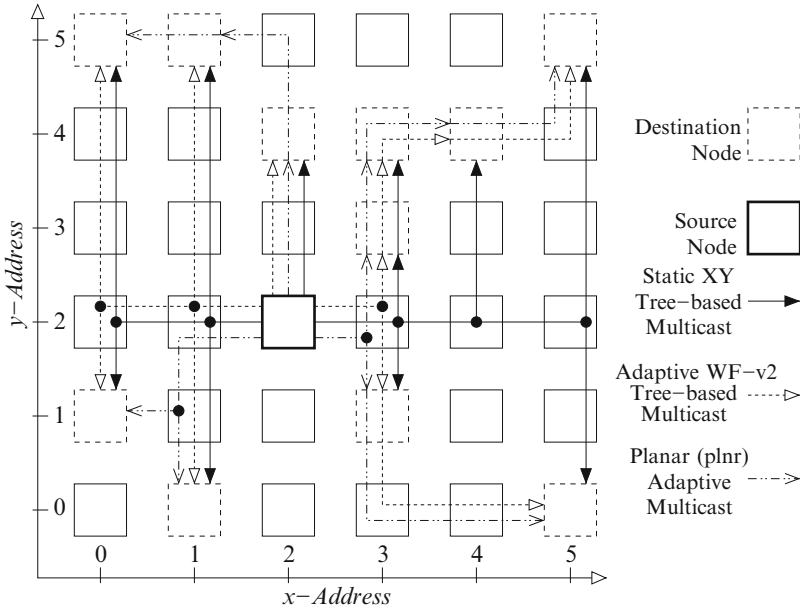 5
4
3
2
1
0
y−Address
0 1 2 3 4 5
x−Address
Destination
Node
Source
Node
Static XY
Tree−based
Multicast
Adaptive WF−v2
Tree−based
Multicast
Planar (plnr)
Adaptive
Multicast